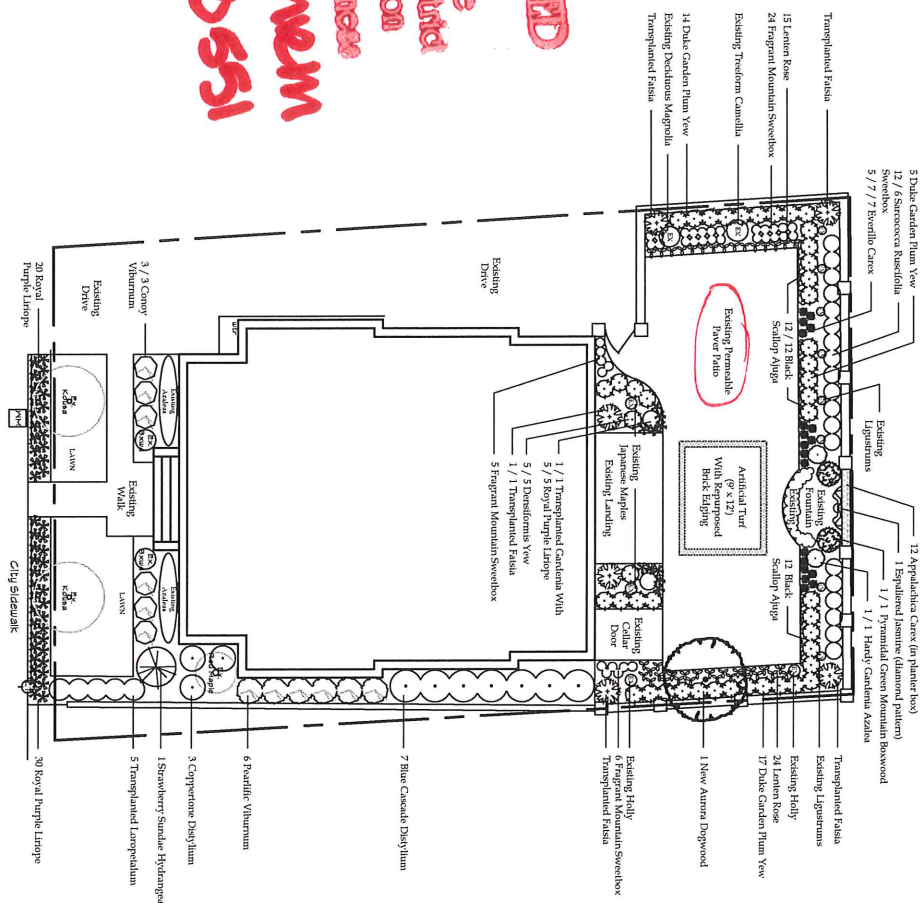 12 Appalachica Carex (in planter box)
1 Espaliered Jasmine (diamond pattern)
1 / 1 Pyramidal Green Mountain Boxwood
1 / 1 Handy Gardenia Azalea
Transplanted Fatsia
Existing Ligustrums
Existing Holly
24 Lenten Rose
17 Duke Garden Plum Yew
1 New Aurora Dogwood
Existing Holly
6 Fragrant Mountain Sweetbox
Transplanted Fatsia
7 Blue Cascade Distylium
6 Pearlific Viburnum
3 Coppertone Distylium
1 Strawberry Sundae Hydrangea
5 Transplanted Loropetalum
30 Royal Purple Liriope
Existing
Ligustrums
Existing
Fountain
Existing
12 Black
Scallop Ajuga
Existing
Cellar
Door
Artificial Turf
(9' x 12')
With Repurposed
Brick Edging
Existing
Japanese Maples
Existing Landing
1 / 1 Transplanted Gardenia With
5 / 5 Royal Purple Liriope
5 / 5 Densiformis Yew
1 / 1 Transplanted Fatsia
5 Fragrant Mountain Sweetbox
5 Duke Garden Plum Yew
12 / 6 Sarcococca Ruscifolia
Sweetbox
5 / 7 / 7 Everillo Carex
12 / 12 Black
Scallop Ajuga
Existing Permeable
Paver Patio
Transplanted Fatsia
15 Lenten Rose
24 Fragrant Mountain Sweetbox
Existing Treeform Camellia
14 Duke Garden Plum Yew
Existing Deciduous Magnolia
Transplanted Fatsia
EX
EX
Existing
Drive
3 / 3 Conoy
Viburnum
Existing
Azaleas
Existing
Azaleas
Existing
Walk
LAWN
LAWN
Existing
Drive
20 Royal
Purple Liriope
WM
City Sidewalk